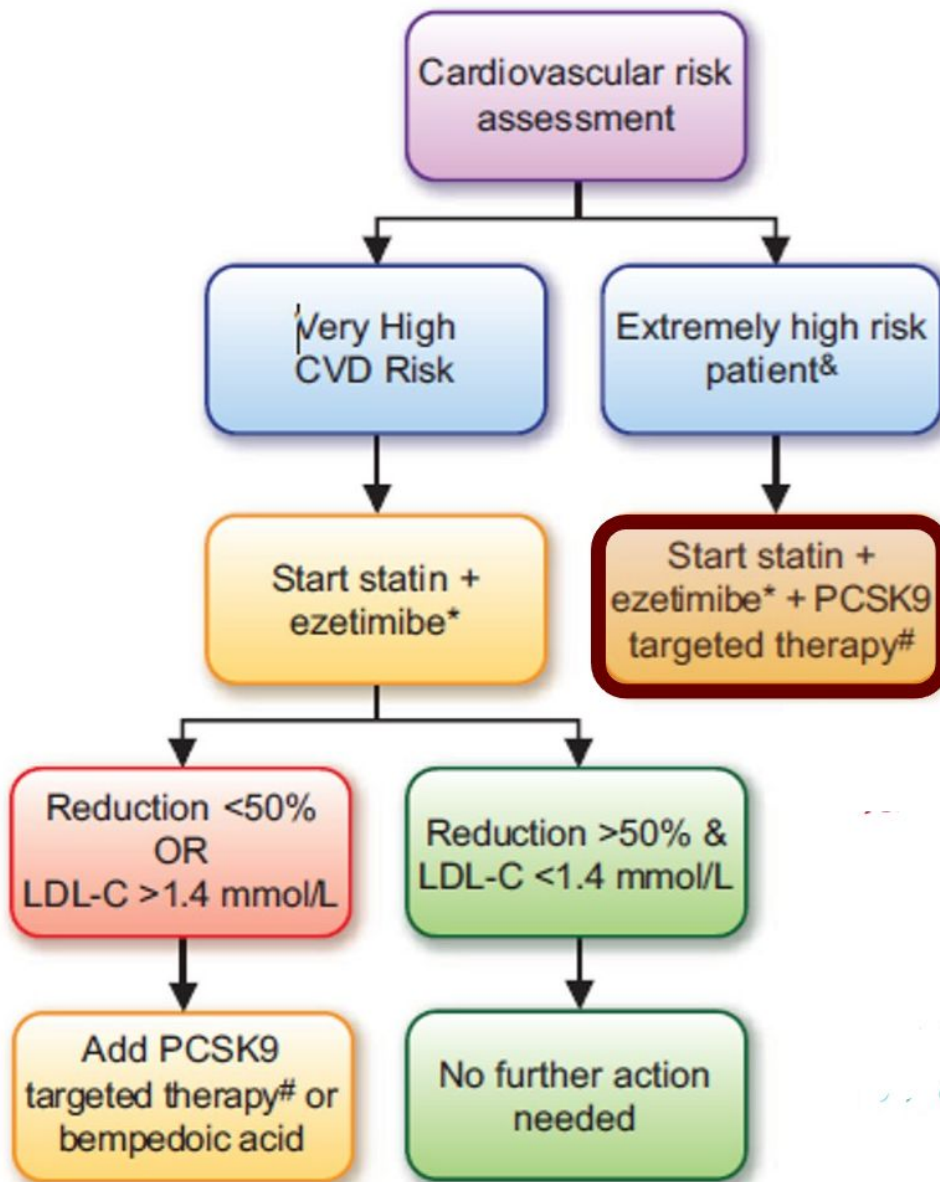 Cardiovascular risk
assessment
Very High
CVD Risk
Extremely high risk
patient&
Start statin +
ezetimibe*
Start statin +
ezetimibe* + PCSK9
targeted therapy#
Reduction <50%
OR
LDL-C >1.4 mmol/L
Reduction >50% &
LDL-C <1.4 mmol/L
Add PCSK9
targeted therapy# or
bempedoic acid
No further action
needed